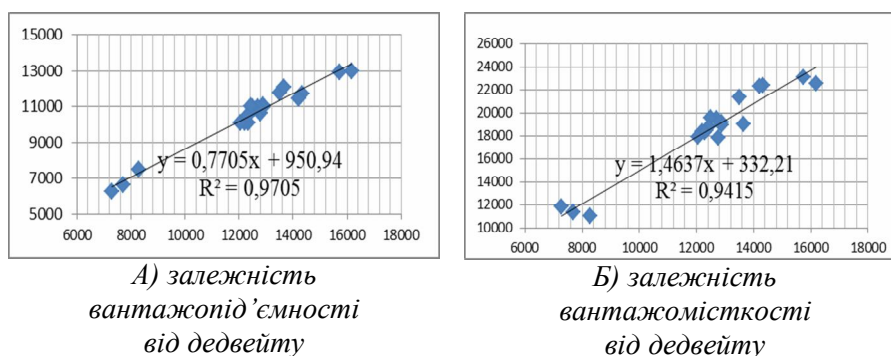 15000
13000
11000
9000
7000
5000
y = 0,7705x + 950,94
R² = 0,9705
6000 8000 10000 12000 14000 16000 18000
А) залежність
вантажопід’ємності
від дедвейту
26000
24000
22000
20000
18000
16000
14000
12000
10000
y = 1,4637x + 332,21
R² = 0,9415
6000 8000 10000 12000 14000 16000 18000
Б) залежність
вантажомісткості
від дедвейту